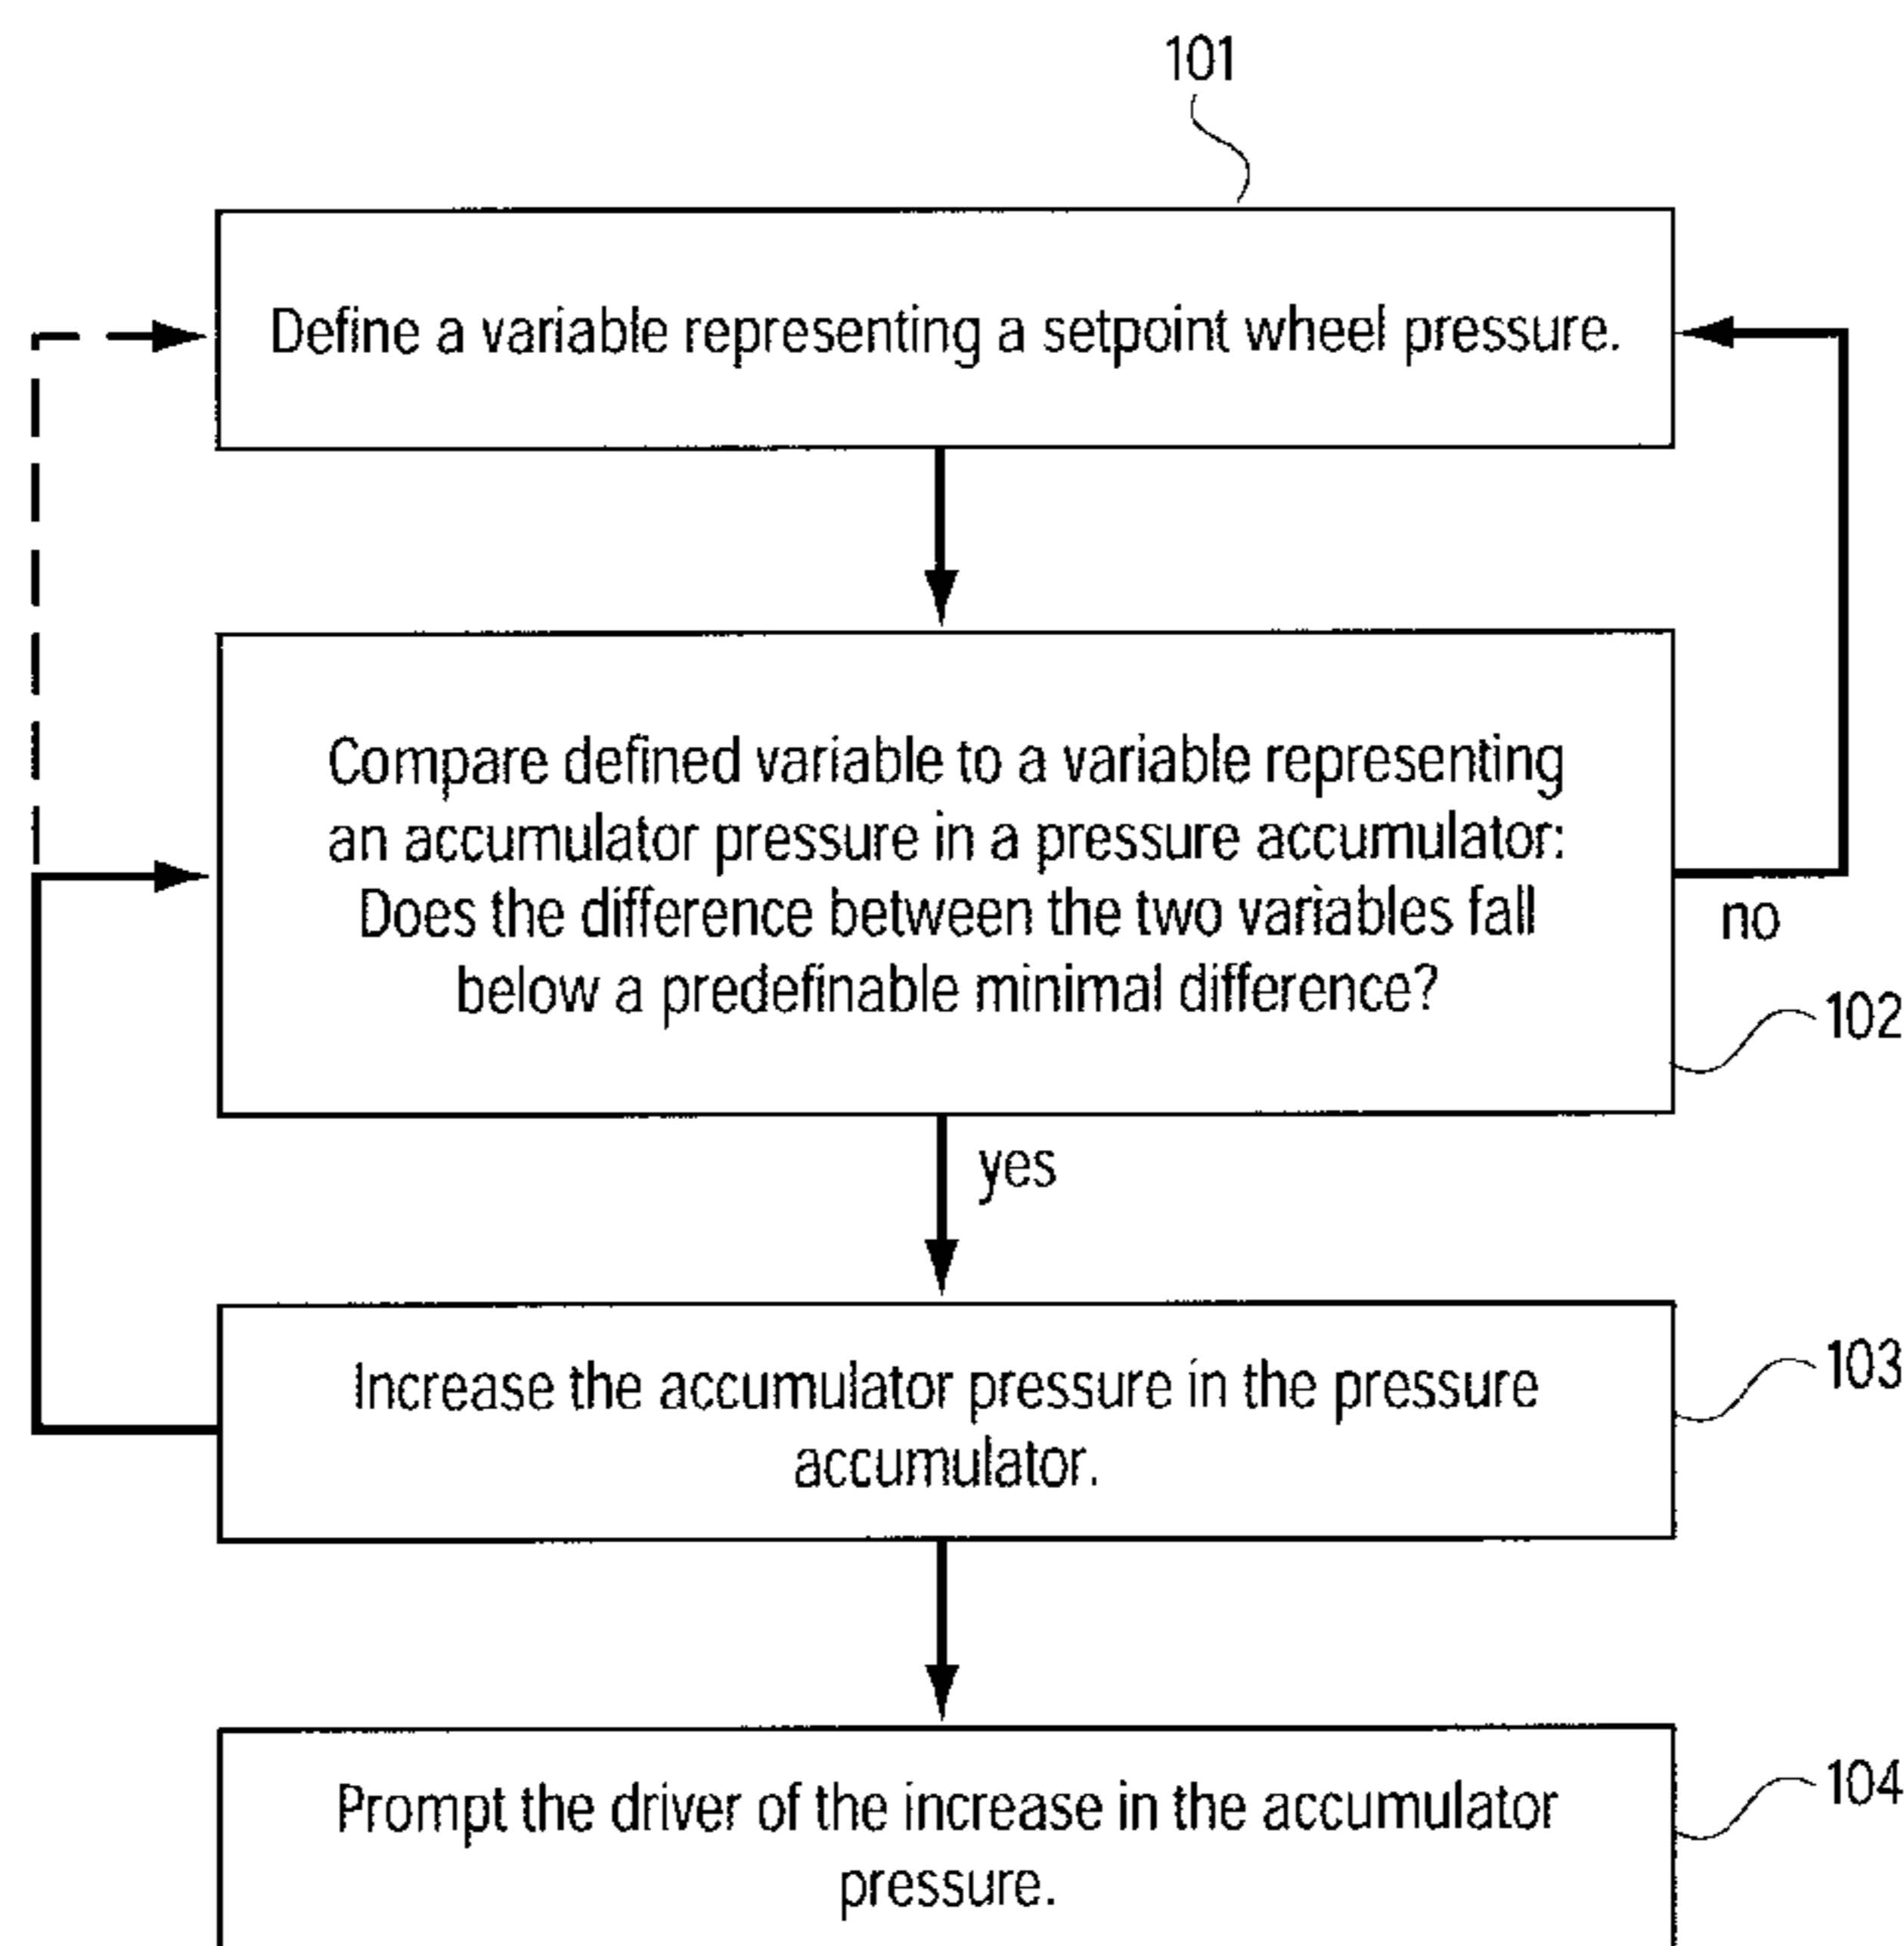 101
Define a variable representing a setpoint wheel pressure.
Compare defined variable to a variable representing
an accumulator pressure in a pressure accumulator:
Does the difference between the two variables fall
below a predefinable minimal difference?
no
102
yes
Increase the accumulator pressure in the pressure
accumulator.
103
Prompt the driver of the increase in the accumulator
pressure.
104